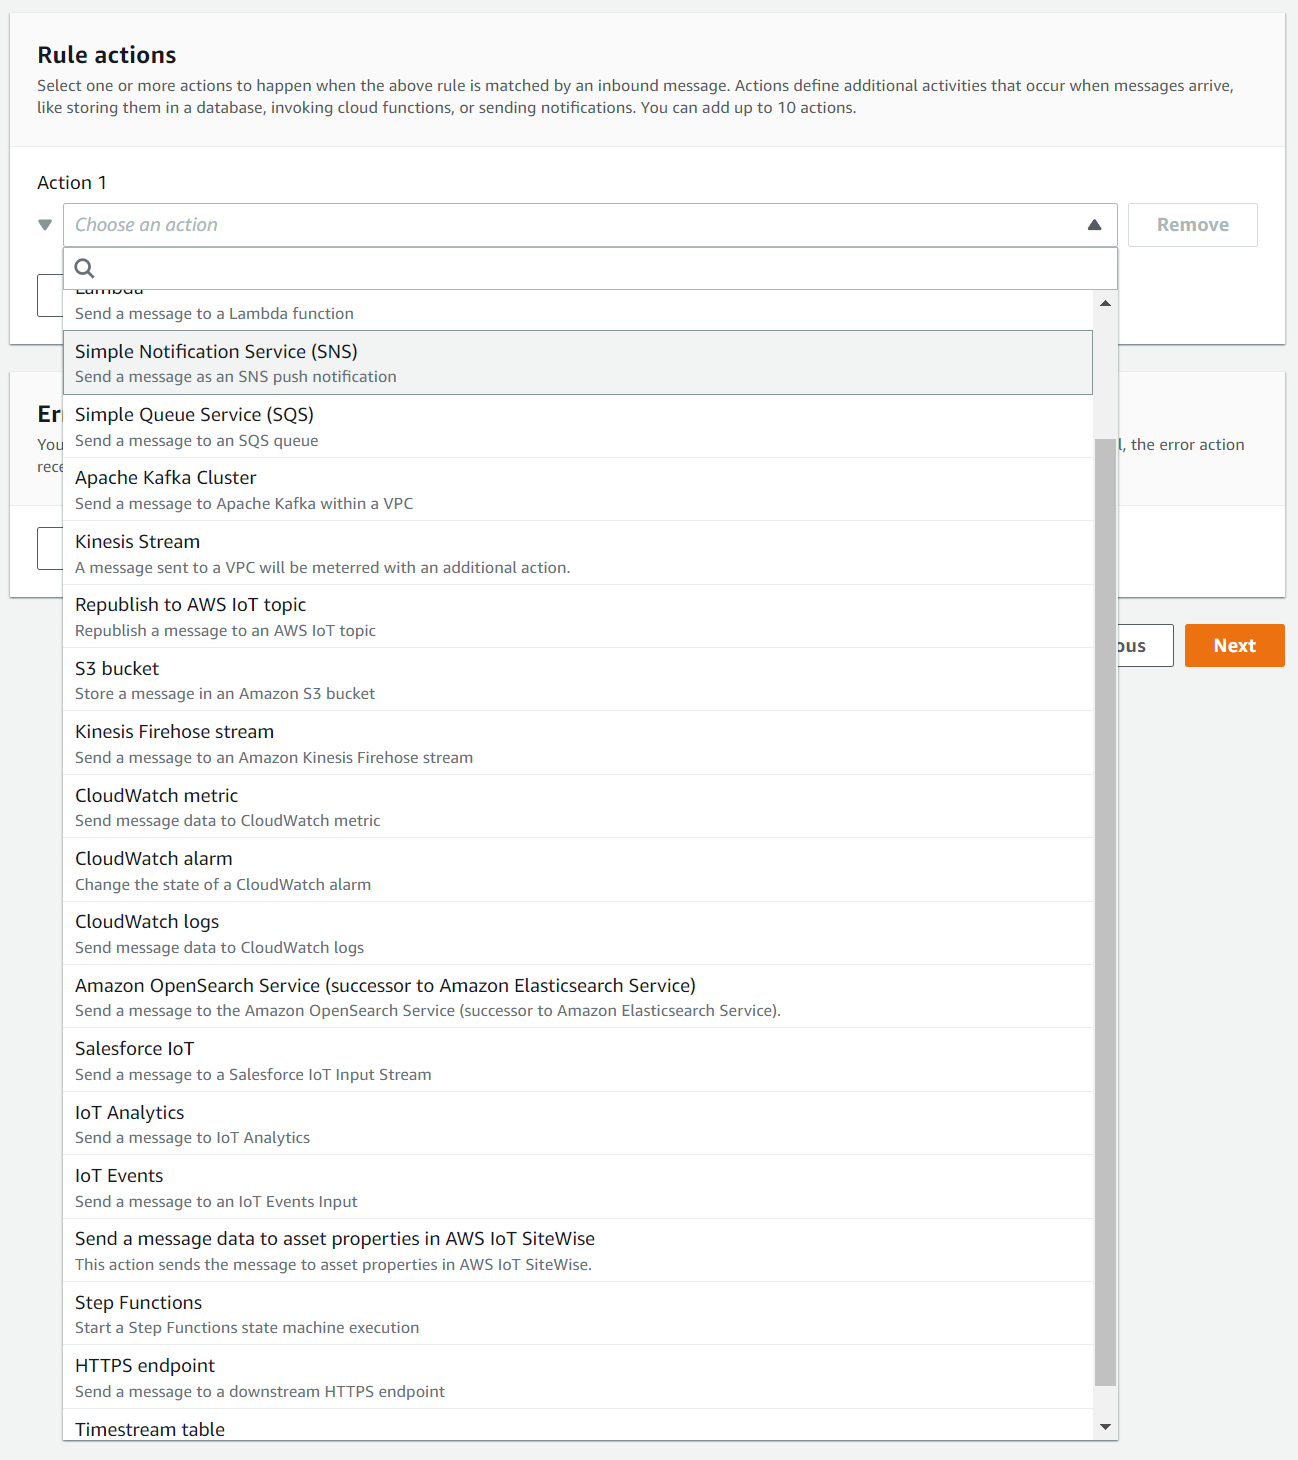 Rule actions
Select one or more actions to happen when the above rule is matched by an inbound message. Actions define additional activities that occur when messages arrive,
like storing them in a database, invoking cloud functions, or sending notifications. You can add up to 10 actions.
Action 1
Choose an action
Remove
Lambda
Send a message to a Lambda function
Simple Notification Service (SNS)
Send a message as an SNS push notification
Simple Queue Service (SQS)
Send a message to an SQS queue
Apache Kafka Cluster
Send a message to Apache Kafka within a VPC
Kinesis Stream
A message sent to a VPC will be meterred with an additional action.
Republish to AWS IoT topic
Republish a message to an AWS IoT topic
S3 bucket
Store a message in an Amazon S3 bucket
Kinesis Firehose stream
Send a message to an Amazon Kinesis Firehose stream
CloudWatch metric
Send message data to CloudWatch metric
CloudWatch alarm
Change the state of a CloudWatch alarm
CloudWatch logs
Send message data to CloudWatch logs
Amazon OpenSearch Service (successor to Amazon Elasticsearch Service)
Send a message to the Amazon OpenSearch Service (successor to Amazon Elasticsearch Service).
Salesforce IoT
Send a message to a Salesforce IoT Input Stream
IoT Analytics
Send a message to IoT Analytics
IoT Events
Send a message to an IoT Events Input
Send a message data to asset properties in AWS IoT SiteWise
This action sends the message to asset properties in AWS IoT SiteWise.
Step Functions
Start a Step Functions state machine execution
HTTPS endpoint
Send a message to a downstream HTTPS endpoint
Timestream table
Er
You
, the error action
rece
ous
Next